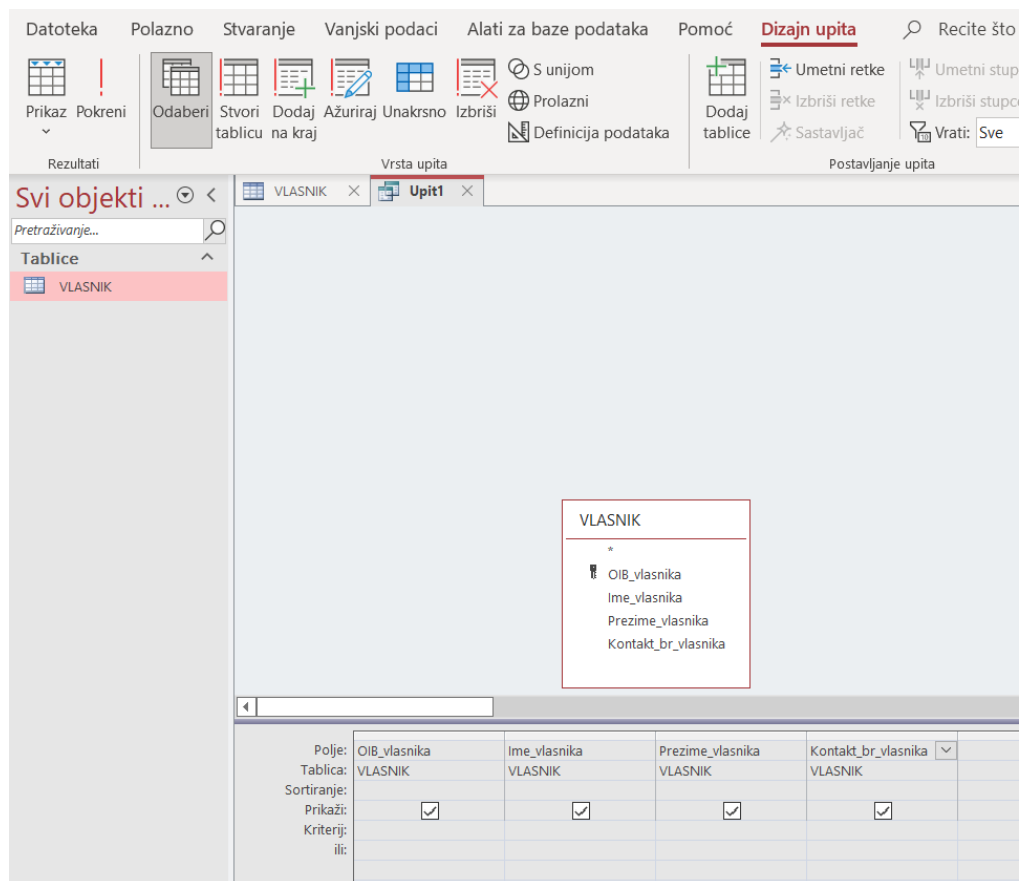 Datoteka Polazno Stvaranje Vanjski podaci Alati za baze podataka Pomoć Dizajn upita Recite što
Prikaz Pokreni Odaberi Stvori tablicu Dodaj na kraj Ažuriraj Unakrsno Izbriši
S unijom
Prolazni
Definicija podataka
Dodaj tablice
Umetni retke
Izbriši retke
Sastavljač
Umetni stup
Izbriši stupc
Vrati: Sve
Rezultati Vrsta upita Postavljanje upita
Svi objekti ...
Pretraživanje...
Tablice
VLASNIK
VLASNIK Upit1
VLASNIK
*
OIB_vlasnika
Ime_vlasnika
Prezime_vlasnika
Kontakt_br_vlasnika
Polje: OIB_vlasnika Ime_vlasnika Prezime_vlasnika Kontakt_br_vlasnika
Tablica: VLASNIK VLASNIK VLASNIK VLASNIK
Sortiranje:
Prikaži:
Kriterij:
ili: